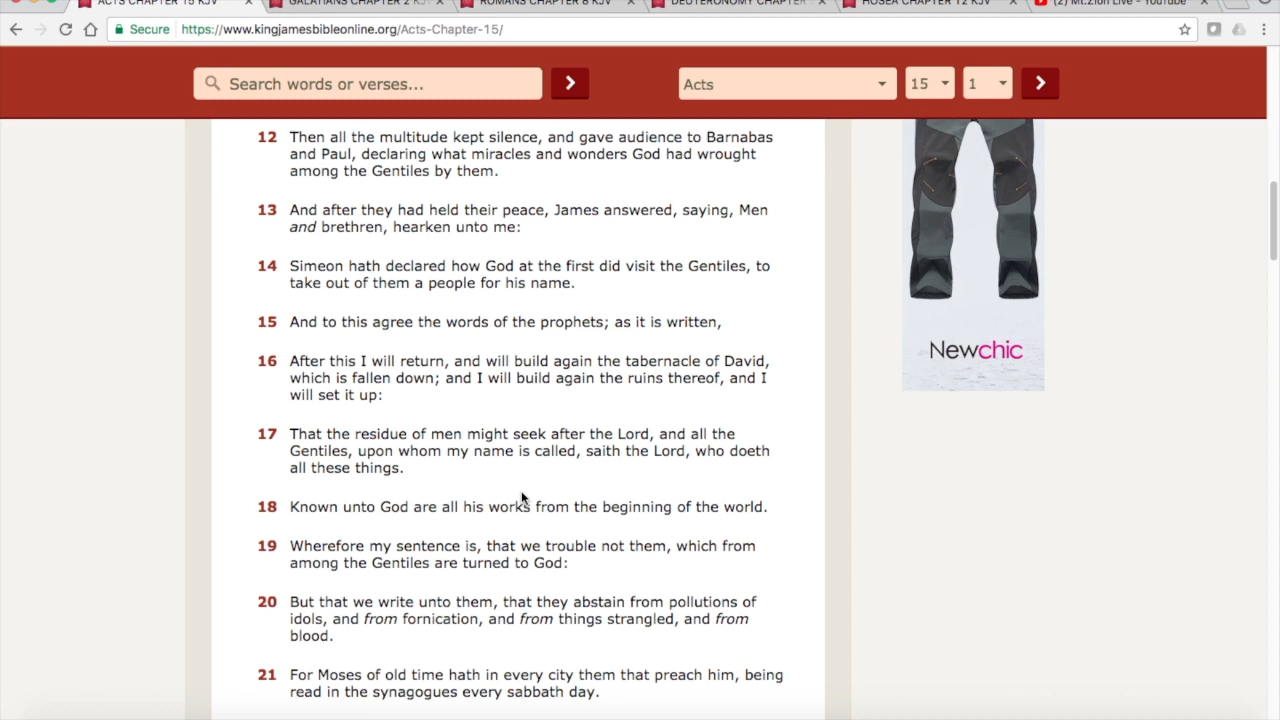 ACTS CHAPTER 15 KJV
GALATIANS CHAPTER 2 KJV
ROMANS CHAPTER 8 KJV
DEUTERONOMY CHAPTER
HOSEA CHAPTER 12 KJV
(2) Mt.Zion Live - YouTube
Secure https://www.kingjamesbibleonline.org/Acts-Chapter-15/
Search words or verses...
Acts
15
1
12 Then all the multitude kept silence, and gave audience to Barnabas
and Paul, declaring what miracles and wonders God had wrought
among the Gentiles by them.
13 And after they had held their peace, James answered, saying, Men
and brethren, hearken unto me:
14 Simeon hath declared how God at the first did visit the Gentiles, to
take out of them a people for his name.
15 And to this agree the words of the prophets; as it is written,
16 After this I will return, and will build again the tabernacle of David,
which is fallen down; and I will build again the ruins thereof, and I
will set it up:
17 That the residue of men might seek after the Lord, and all the
Gentiles, upon whom my name is called, saith the Lord, who doeth
all these things.
18 Known unto God are all his works from the beginning of the world.
19 Wherefore my sentence is, that we trouble not them, which from
among the Gentiles are turned to God:
20 But that we write unto them, that they abstain from pollutions of
idols, and from fornication, and from things strangled, and from
blood.
21 For Moses of old time hath in every city them that preach him, being
read in the synagogues every sabbath day.
Newchic